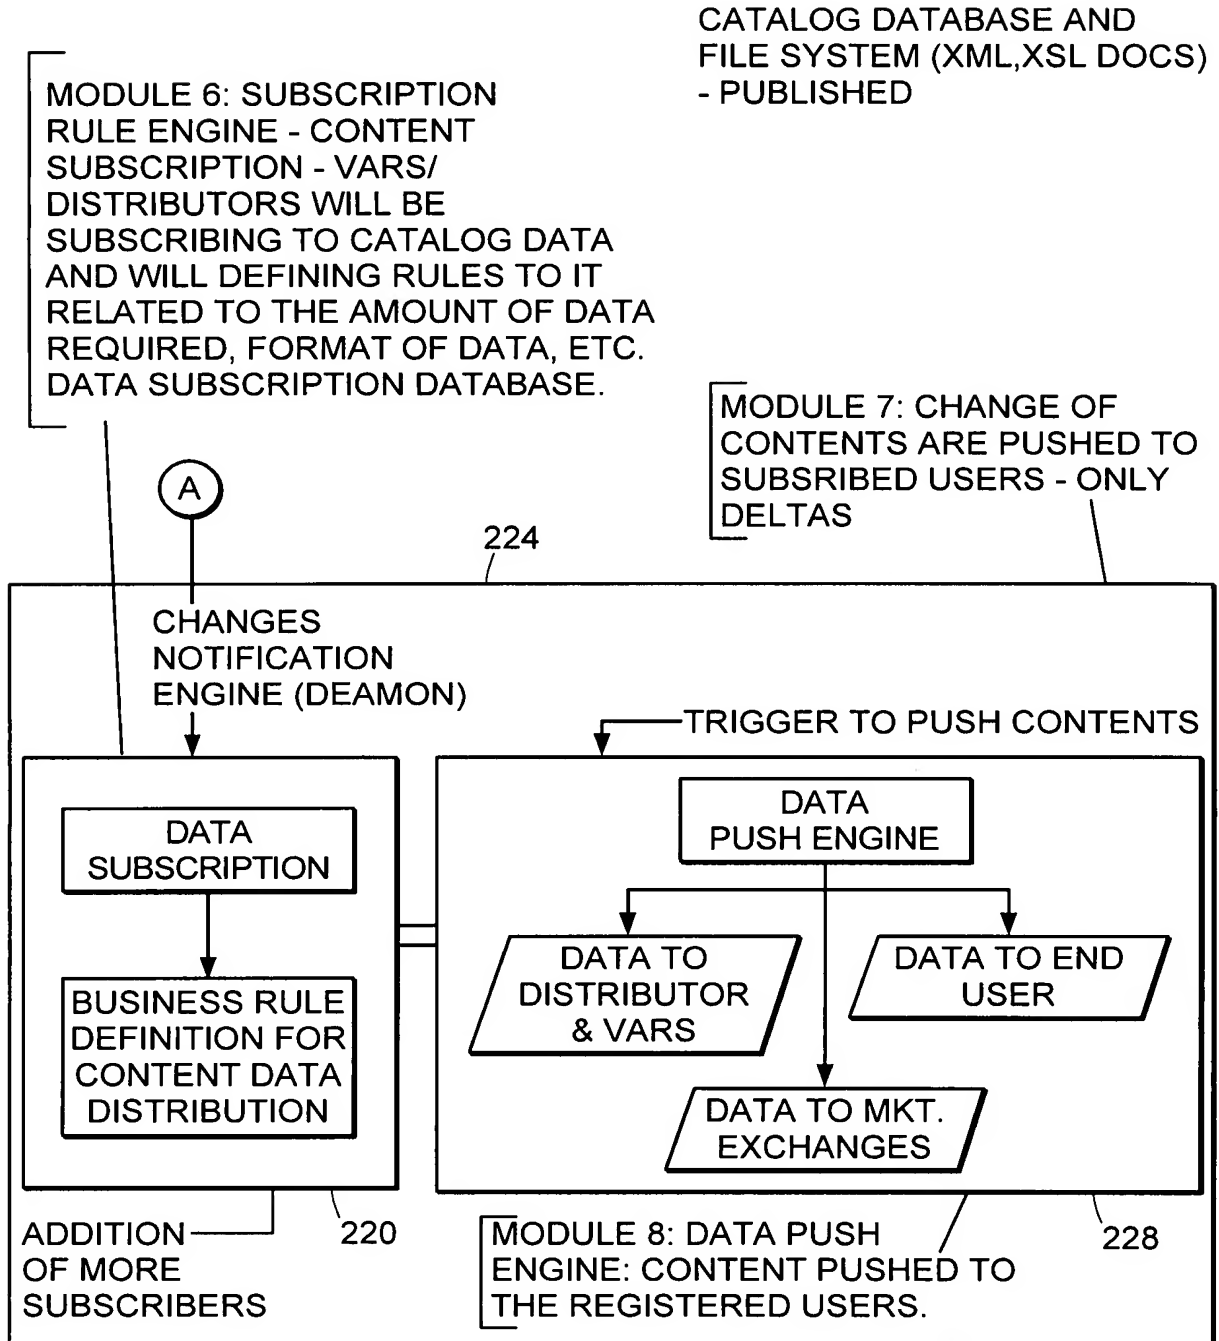 CATALOG DATABASE AND
FILE SYSTEM (XML,XSL DOCS)
- PUBLISHED
MODULE 6: SUBSCRIPTION
RULE ENGINE - CONTENT
SUBSCRIPTION - VARS/
DISTRIBUTORS WILL BE
SUBSCRIBING TO CATALOG DATA
AND WILL DEFINING RULES TO IT
RELATED TO THE AMOUNT OF DATA
REQUIRED, FORMAT OF DATA, ETC.
DATA SUBSCRIPTION DATABASE.
MODULE 7: CHANGE OF
CONTENTS ARE PUSHED TO
SUBSRIBED USERS - ONLY
DELTAS
A
224
CHANGES
NOTIFICATION
ENGINE (DEAMON)
TRIGGER TO PUSH CONTENTS
DATA
SUBSCRIPTION
BUSINESS RULE
DEFINITION FOR
CONTENT DATA
DISTRIBUTION
DATA
PUSH ENGINE
DATA TO
DISTRIBUTOR
& VARS
DATA TO END
USER
DATA TO MKT.
EXCHANGES
ADDITION
OF MORE
SUBSCRIBERS
220
MODULE 8: DATA PUSH
ENGINE: CONTENT PUSHED TO
THE REGISTERED USERS.
228